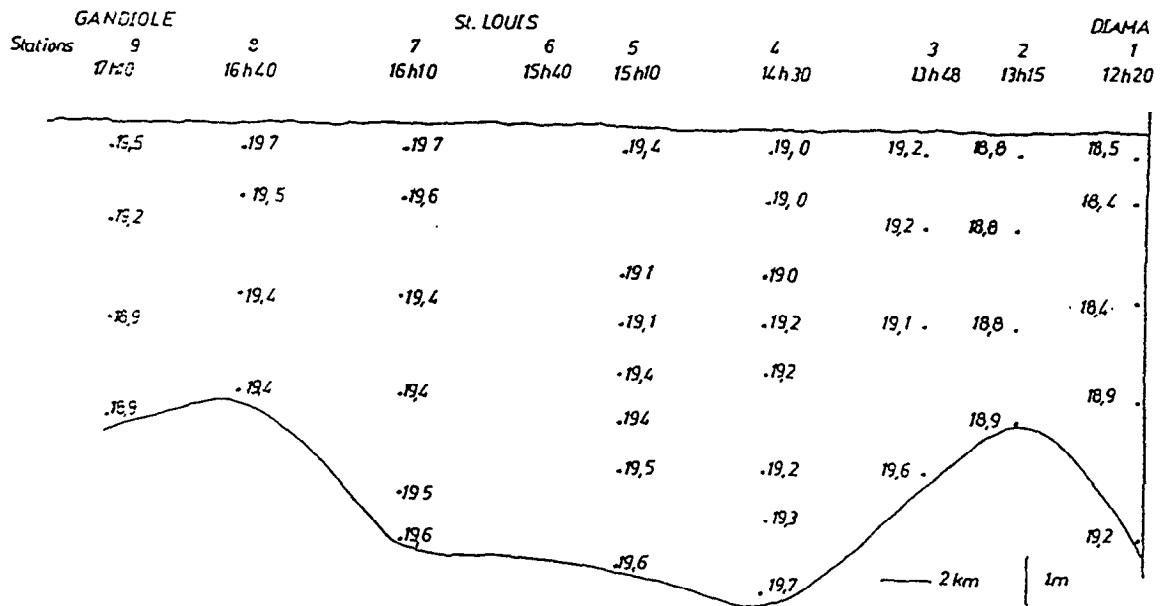 GANDIOLE St. LOUIS DIAMA
Stations 9 8 7 6 5 4 3 2 1
16h40 16h10 15h40 15h10 14h30 13h48 13h15 12h20
.19,5 .19,7 .19,7 .19,4 .19,0 19,2. 18,8. 18,5.
.19,5 .19,6 .19,0 18,4.
.19,2 19,2. 18,8.
.19,1 .19,0
.19,4 .19,4 18,4.
.18,9 .19,1 .19,2 19,1. 18,8.
.19,4 .19,2
.19,4 .19,4 18,9.
.18,9 .19,4 18,9.
.19,5 .19,2 19,6.
.19,5 .19,3
.19,6 19,2.
.19,6 .19,7 2 km 1m